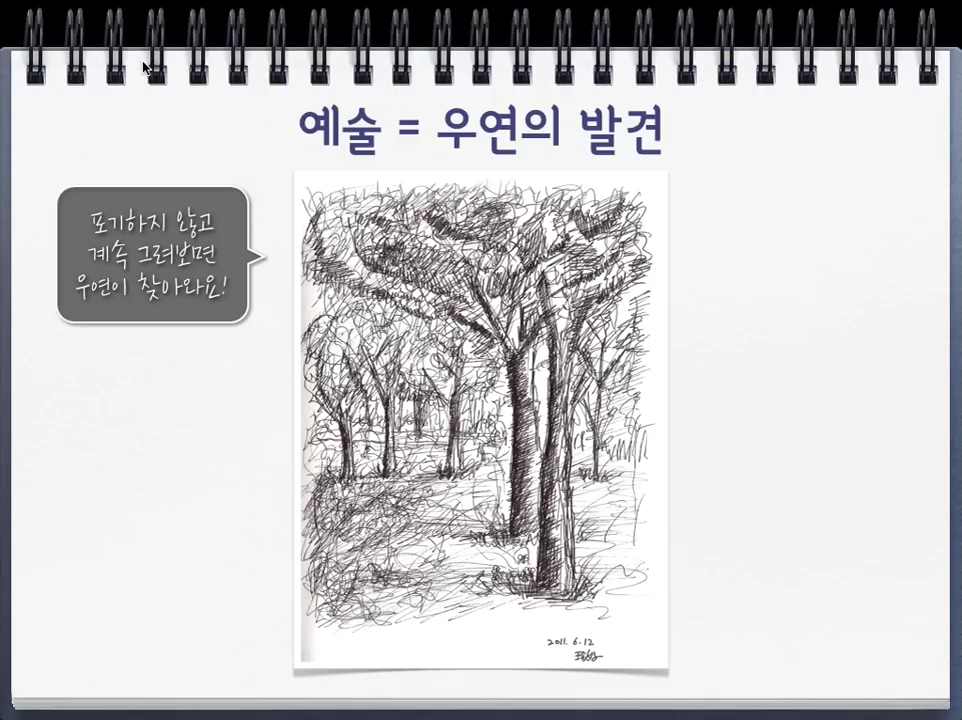 예술 = 우연의 발견
포기하지 않고
계속 그려보면
우연이 찾아와요!
2011. 6. 12